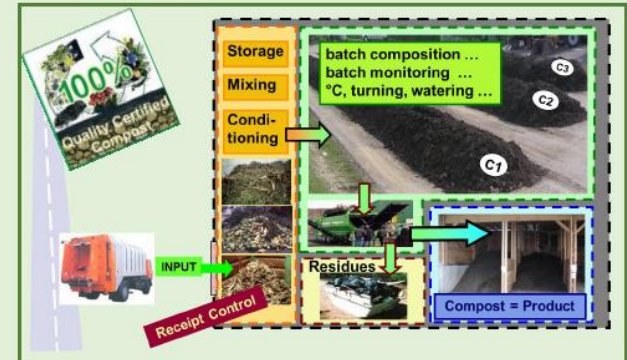 100%
Quality Certified
Compost
Storage
Mixing
Condi-
tioning
batch composition …
batch monitoring …
°C, turning, watering …
C3
C2
C1
INPUT
Receipt Control
Residues
Compost = Product